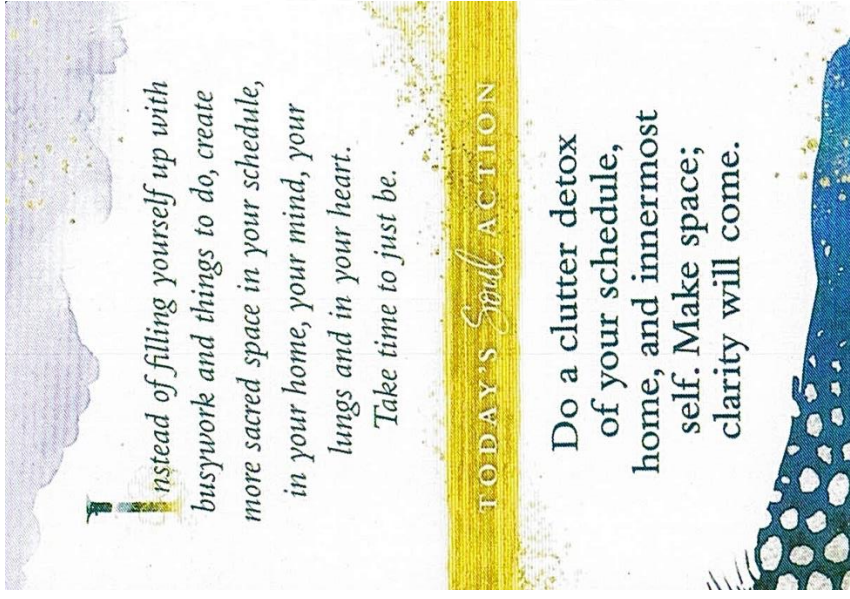 Instead of filling yourself up with
busywork and things to do, create
more sacred space in your schedule,
in your home, your mind, your
lungs and in your heart.
Take time to just be.
TODAY'S Soul ACTION
Do a clutter detox
of your schedule,
home, and innermost
self. Make space;
clarity will come.